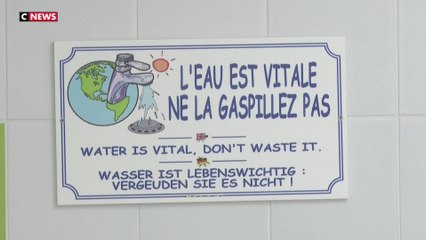 CNEWS
L'EAU EST VITALE
NE LA GASPILLEZ PAS
WATER IS VITAL, DON'T WASTE IT.
WASSER IST LEBENSWICHTIG :
VERGEUDEN SIE ES NICHT !